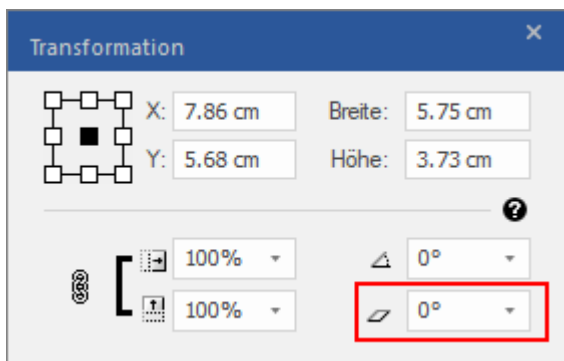 Transformation
X: 7.86 cm Breite: 5.75 cm
Y: 5.68 cm Höhe: 3.73 cm
?
100% 0°
100% 0°